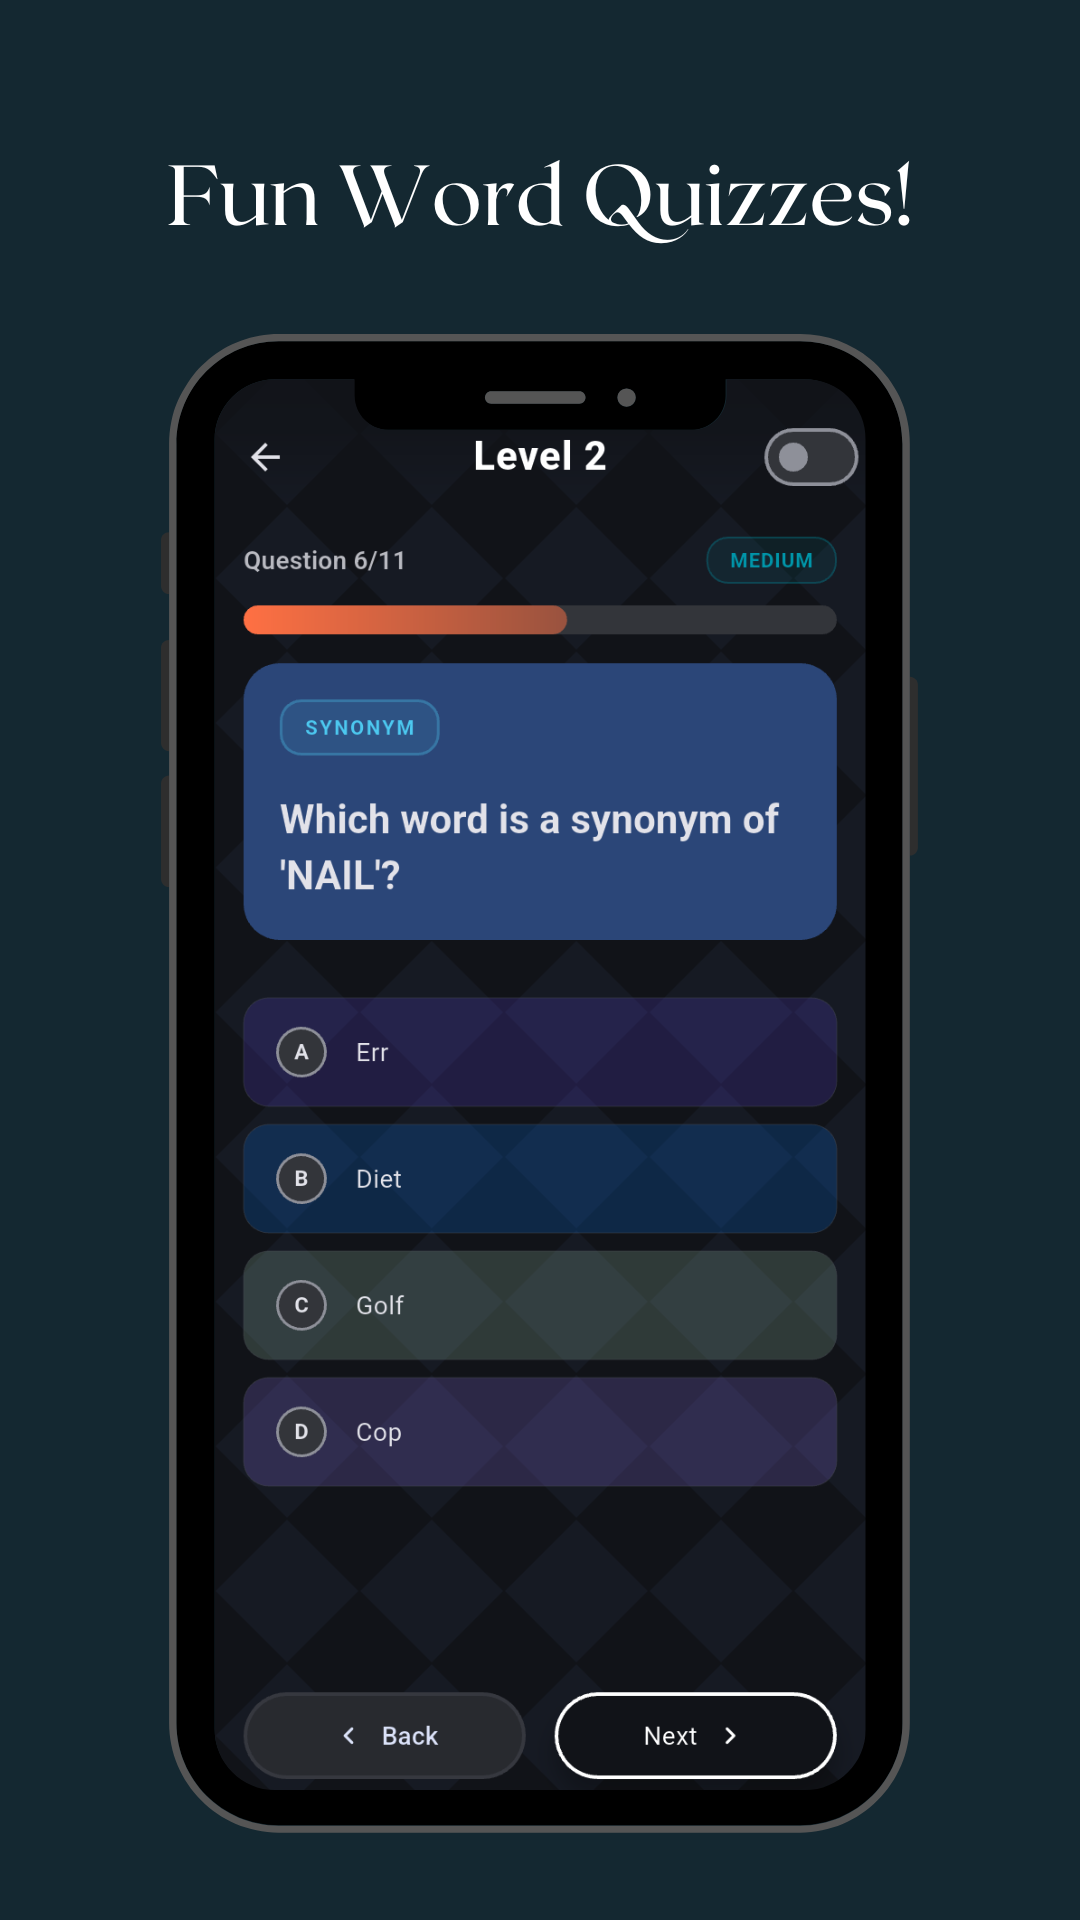 Fun Word Quizzes!
Level 2
Question 6/11
MEDIUM
SYNONYM
Which word is a synonym of
'NAIL'?
A Err
B Diet
C Golf
D Cop
Back
Next